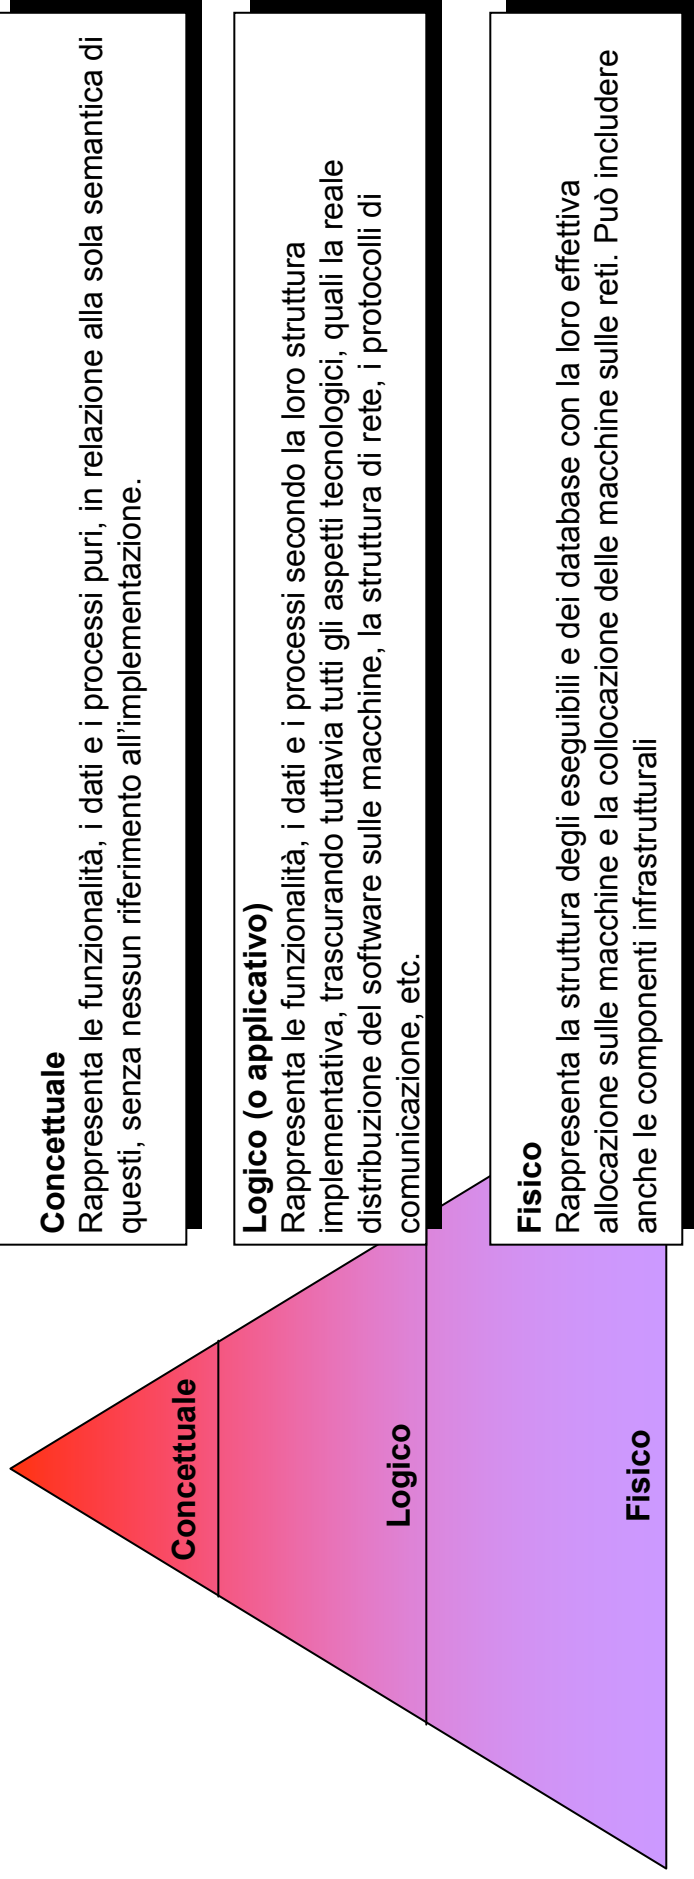 Concettuale
Rappresenta le funzionalità, i dati e i processi puri, in relazione alla sola semantica di
questi, senza nessun riferimento all’implementazione.
Logico (o applicativo)
Rappresenta le funzionalità, i dati e i processi secondo la loro struttura
implementativa, trascurando tuttavia tutti gli aspetti tecnologici, quali la reale
distribuzione del software sulle macchine, la struttura di rete, i protocolli di
comunicazione, etc.
Fisico
Rappresenta la struttura degli eseguibili e dei database con la loro effettiva
allocazione sulle macchine e la collocazione delle macchine sulle reti. Può includere
anche le componenti infrastrutturali
Concettuale
Logico
Fisico